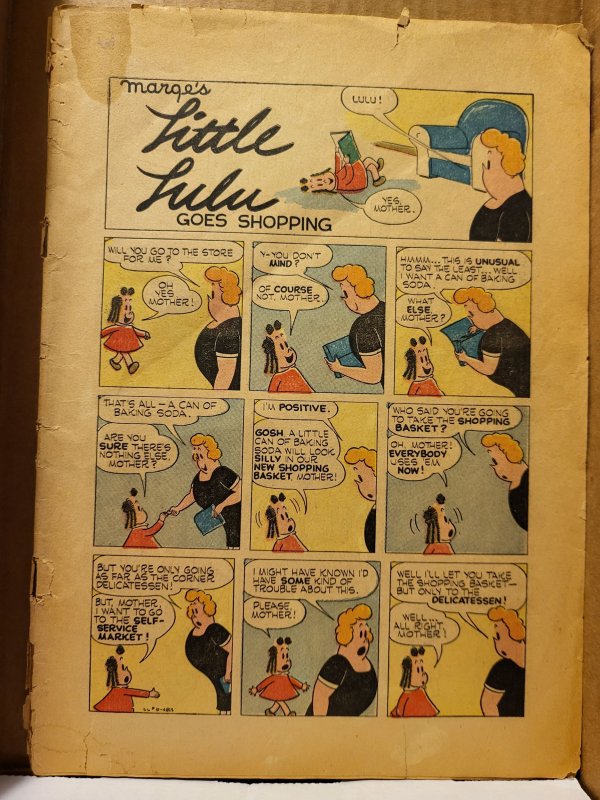 marge's
Little
Lulu
GOES SHOPPING
LULU!
YES,
MOTHER.
WILL YOU GO TO THE STORE
FOR ME?
OH
YES,
MOTHER!
Y-YOU DON'T
MIND?
OF COURSE
NOT, MOTHER.
HMMM... THIS IS UNUSUAL
TO SAY THE LEAST... WELL
I WANT A CAN OF BAKING
SODA.
WHAT
ELSE,
MOTHER?
THAT'S ALL — A CAN OF
BAKING SODA.
ARE YOU
SURE THERE'S
NOTHING ELSE,
MOTHER?
I'M POSITIVE.
GOSH, A LITTLE
CAN OF BAKING
SODA WILL LOOK
SILLY IN OUR
NEW SHOPPING
BASKET, MOTHER!
WHO SAID YOU'RE GOING
TO TAKE THE SHOPPING
BASKET?
OH, MOTHER!
EVERYBODY
USES 'EM
NOW!
BUT YOU'RE ONLY GOING
AS FAR AS THE CORNER
DELICATESSEN!
BUT, MOTHER,
I WANT TO GO
TO THE SELF-
SERVICE
MARKET!
I MIGHT HAVE KNOWN I'D
HAVE SOME KIND OF
TROUBLE ABOUT THIS.
PLEASE,
MOTHER!
WELL I'LL LET YOU TAKE
THE SHOPPING BASKET—
BUT ONLY TO THE
DELICATESSEN!
WELL...
ALL RIGHT,
MOTHER!